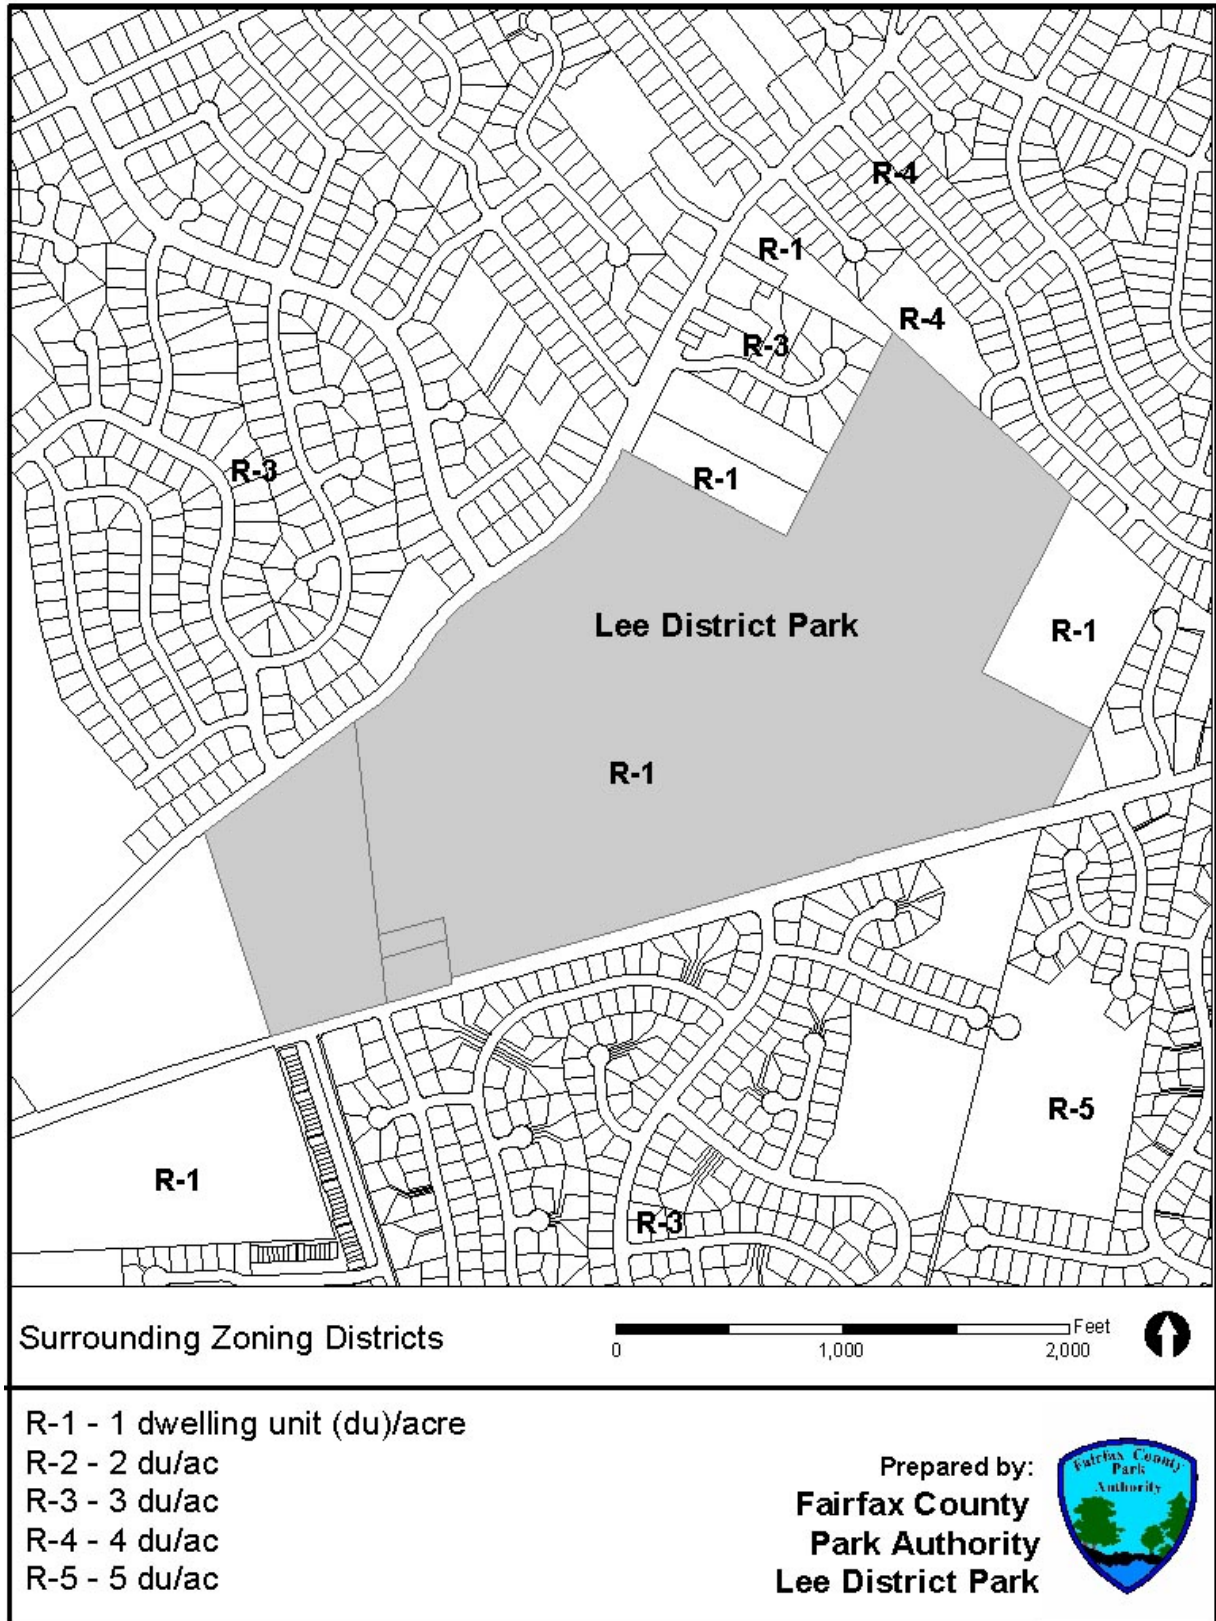 R-4
R-1
R-4
R-3
R-3
R-1
Lee District Park
R-1
R-1
R-5
R-1
R-3
Surrounding Zoning Districts
Feet
0 1,000 2,000
R-1 - 1 dwelling unit (du)/acre
R-2 - 2 du/ac
R-3 - 3 du/ac
R-4 - 4 du/ac
R-5 - 5 du/ac
Prepared by:
Fairfax County
Park Authority
Lee District Park
Fairfax County
Park
Authority